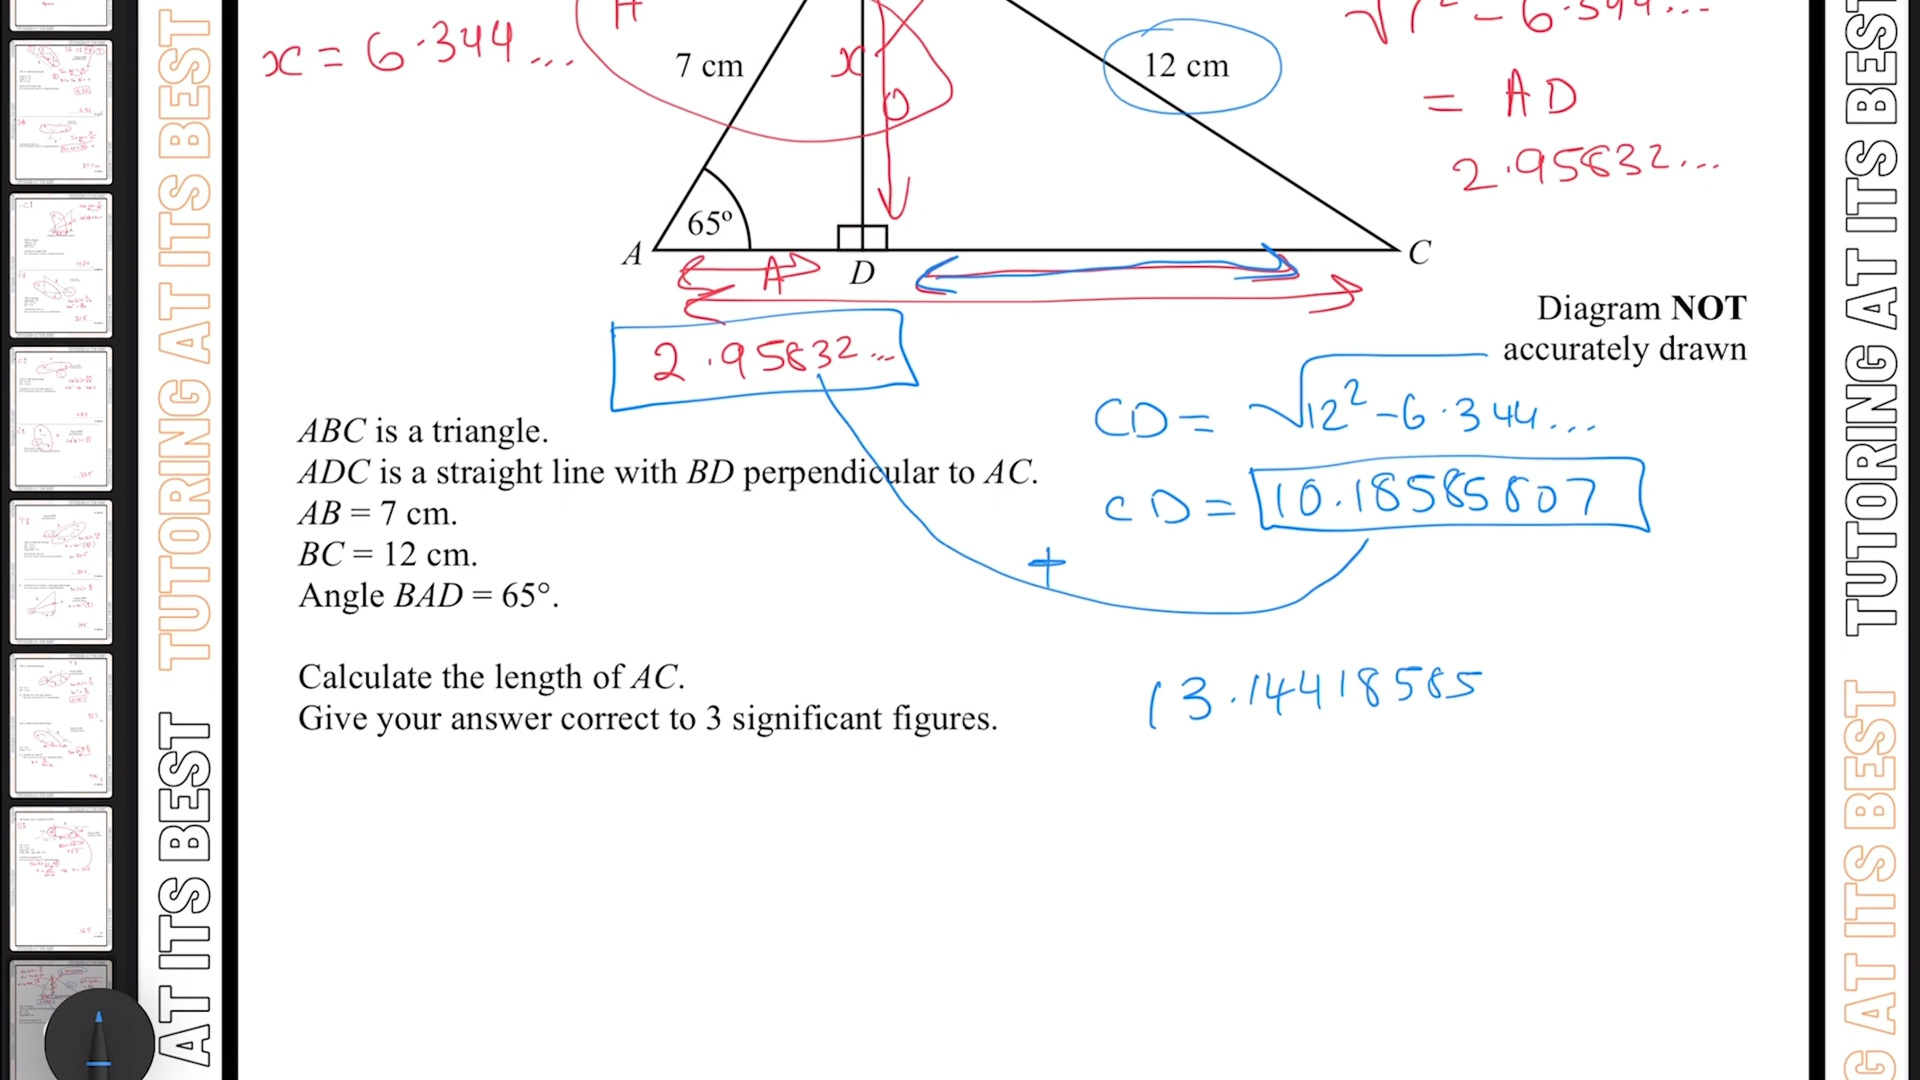 x = 6.344...
7 cm
x
O
12 cm
= AD
2.95832...
65º
A
D
C
A
Diagram NOT
accurately drawn
2.95832...
CD = √12² - 6.344...
CD = 10.18585807
ABC is a triangle.
ADC is a straight line with BD perpendicular to AC.
AB = 7 cm.
BC = 12 cm.
Angle BAD = 65°.
+
Calculate the length of AC.
Give your answer correct to 3 significant figures.
13.14418585
TUTORING AT ITS BEST
AT ITS BEST
TUTORING AT ITS BEST
G AT ITS BEST